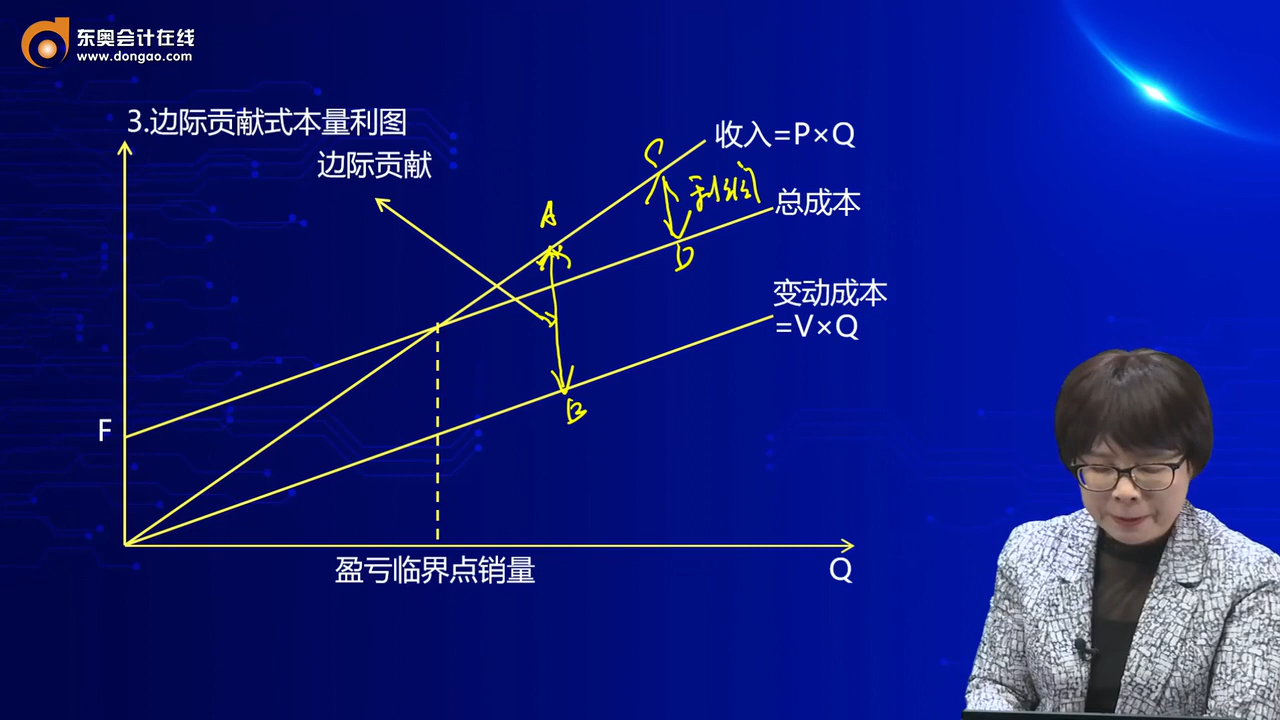 东奥会计在线
www.dongao.com
3.边际贡献式本量利图
边际贡献
收入=P×Q
C
利润
总成本
A
D
变动成本
=V×Q
B
F
盈亏临界点销量
Q